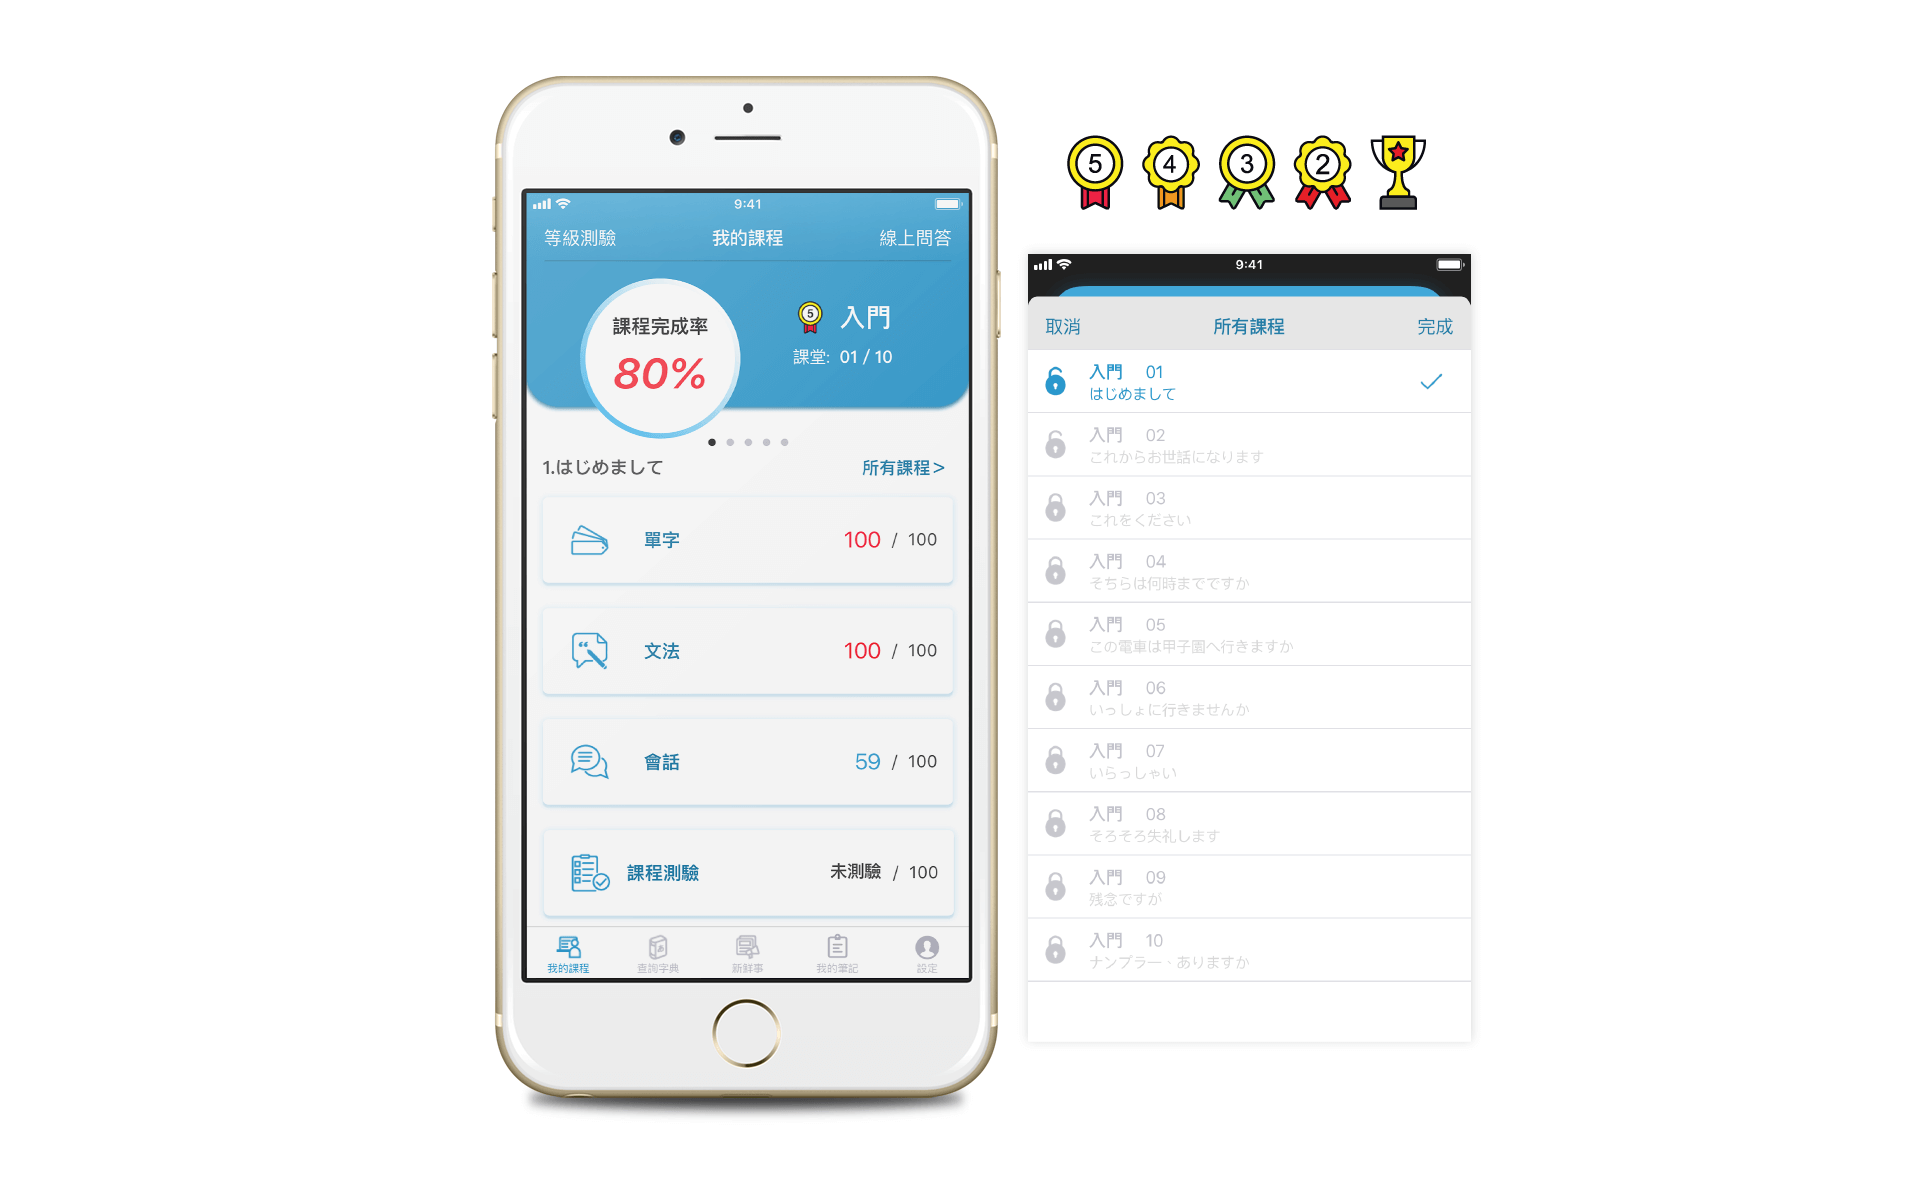 9:41
等級測驗 我的課程 線上問答
課程完成率
80%
5 入門
課堂: 01 / 10
1.はじめまして 所有課程>
單字 100 / 100
文法 100 / 100
會話 59 / 100
課程測驗 未測驗 / 100
我的課程 查詢字典 新鮮事 我的筆記 設定
5 4 3 2
9:41
取消 所有課程 完成
入門 01
はじめまして
入門 02
これからお世話になります
入門 03
これをください
入門 04
そちらは何時までですか
入門 05
この電車は甲子園へ行きますか
入門 06
いっしょに行きませんか
入門 07
いらっしゃい
入門 08
そろそろ失礼します
入門 09
残念ですが
入門 10
ナンプラー、ありますか